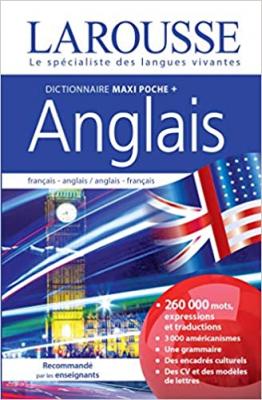 LAROUSSE
Le spécialiste des langues vivantes
DICTIONNAIRE MAXI POCHE +
Anglais
français - anglais / anglais - français
• 260 000 mots,
expressions
et traductions
• 3 000 américanismes
• Une grammaire
• Des encadrés culturels
• Des CV et des modèles
de lettres
Recommandé
par les enseignants